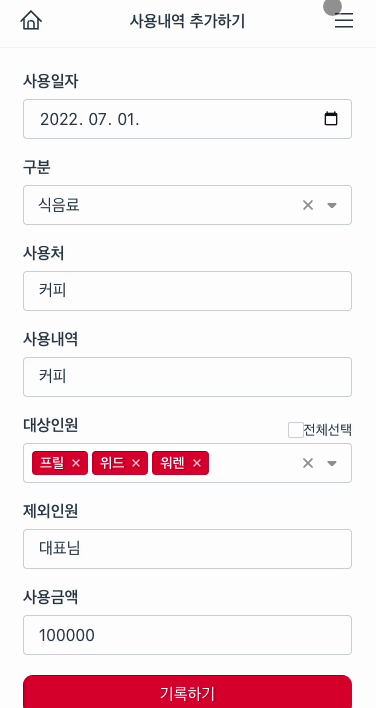 사용내역 추가하기
사용일자
2022. 07. 01.
구분
식음료
사용처
커피
사용내역
커피
대상인원
전체선택
프릴 × 위드 × 워렌 ×
제외인원
대표님
사용금액
100000
기록하기